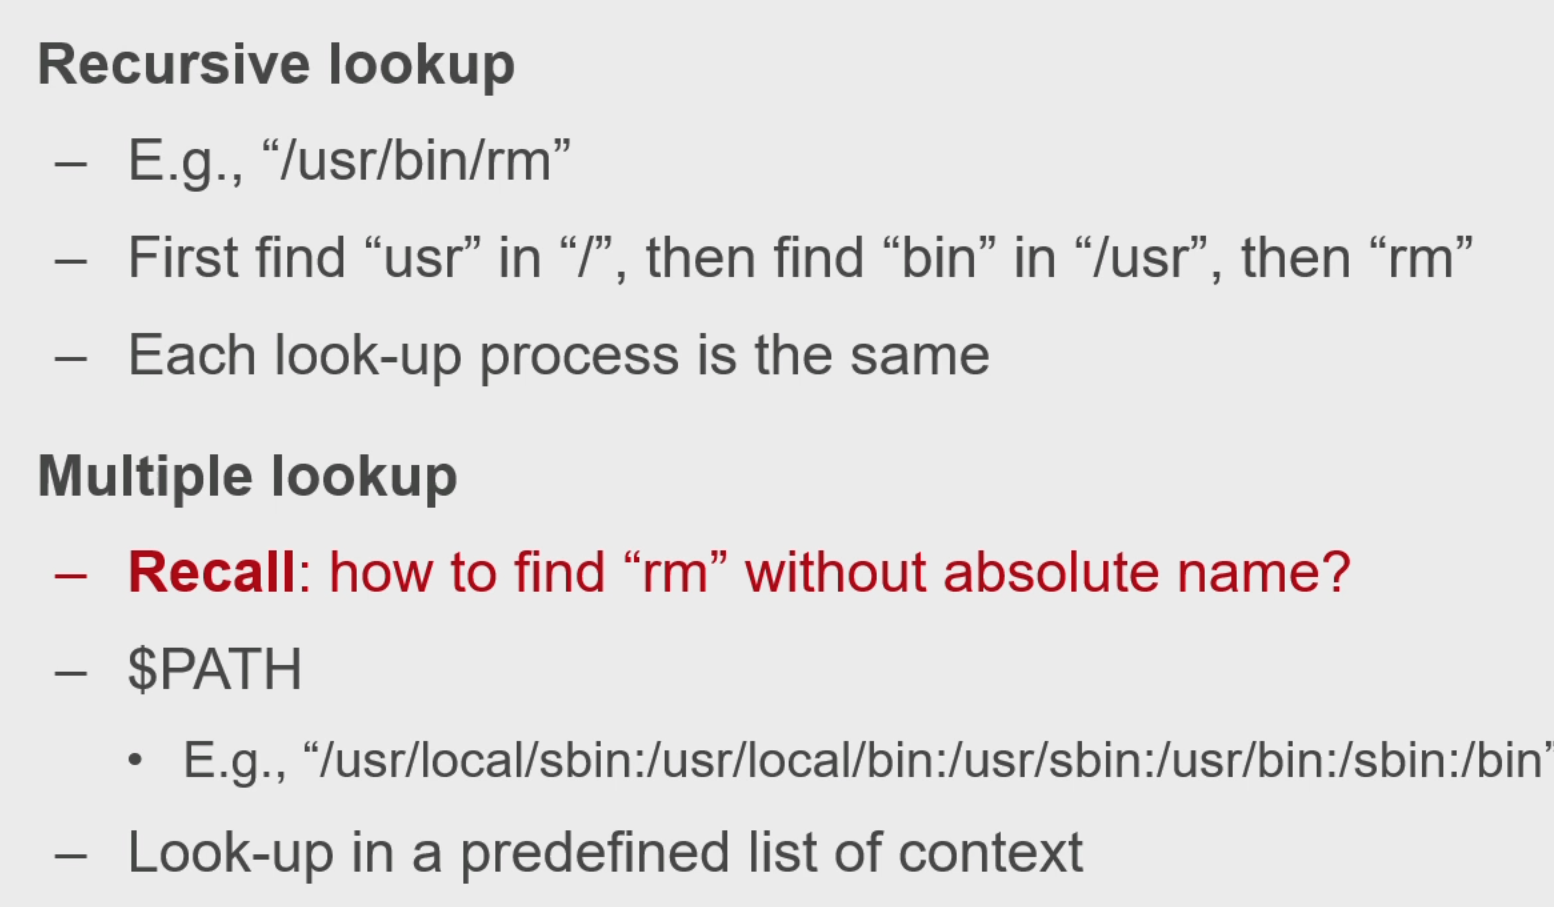 Recursive lookup
– E.g., “/usr/bin/rm”
– First find “usr” in “/”, then find “bin” in “/usr”, then “rm”
– Each look-up process is the same
Multiple lookup
– Recall: how to find “rm” without absolute name?
– $PATH
• E.g., “/usr/local/sbin:/usr/local/bin:/usr/sbin:/usr/bin:/sbin:/bin”
– Look-up in a predefined list of context